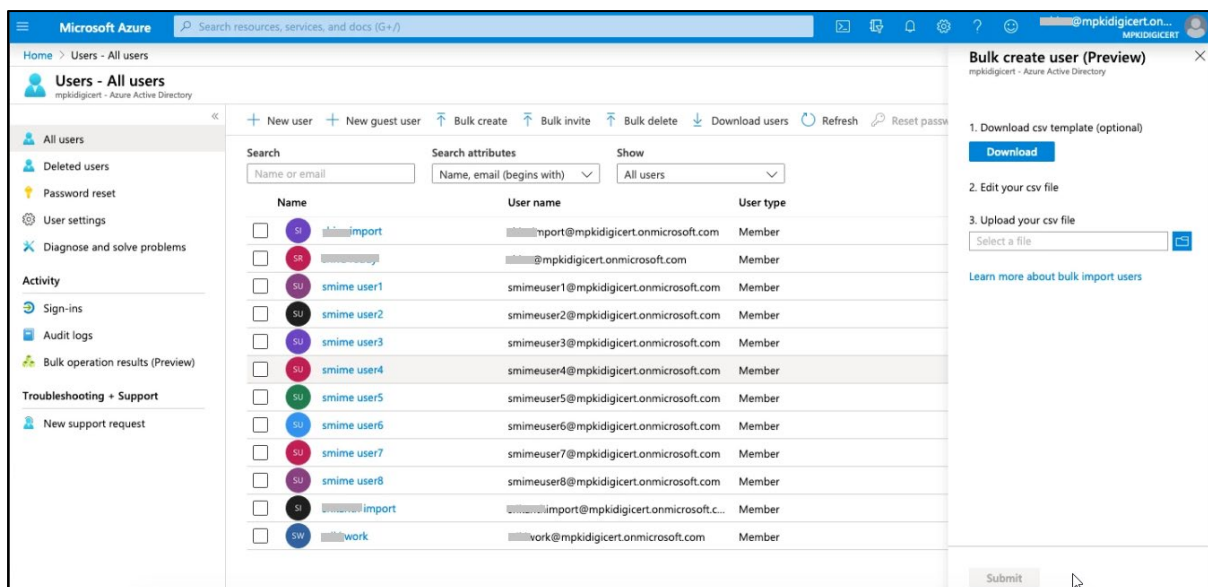 Microsoft Azure
Search resources, services, and docs (G+/)
@mpkidigicert.on...
MPKIDIGICERT
Home > Users - All users
Users - All users
mpkidigicert - Azure Active Directory
All users
Deleted users
Password reset
User settings
Diagnose and solve problems
Activity
Sign-ins
Audit logs
Bulk operation results (Preview)
Troubleshooting + Support
New support request
New user New guest user Bulk create Bulk invite Bulk delete Download users Refresh Reset passw
Search Search attributes Show
Name or email Name, email (begins with) All users
Name User name User type
SI import mport@mpkidigicert.onmicrosoft.com Member
SR @mpkidigicert.onmicrosoft.com Member
SU smime user1 smimeuser1@mpkidigicert.onmicrosoft.com Member
SU smime user2 smimeuser2@mpkidigicert.onmicrosoft.com Member
SU smime user3 smimeuser3@mpkidigicert.onmicrosoft.com Member
SU smime user4 smimeuser4@mpkidigicert.onmicrosoft.com Member
SU smime user5 smimeuser5@mpkidigicert.onmicrosoft.com Member
SU smime user6 smimeuser6@mpkidigicert.onmicrosoft.com Member
SU smime user7 smimeuser7@mpkidigicert.onmicrosoft.com Member
SU smime user8 smimeuser8@mpkidigicert.onmicrosoft.com Member
SI import import@mpkidigicert.onmicrosoft.c... Member
SW work work@mpkidigicert.onmicrosoft.com Member
Bulk create user (Preview)
mpkidigicert - Azure Active Directory
1. Download csv template (optional)
Download
2. Edit your csv file
3. Upload your csv file
Select a file
Learn more about bulk import users
Submit